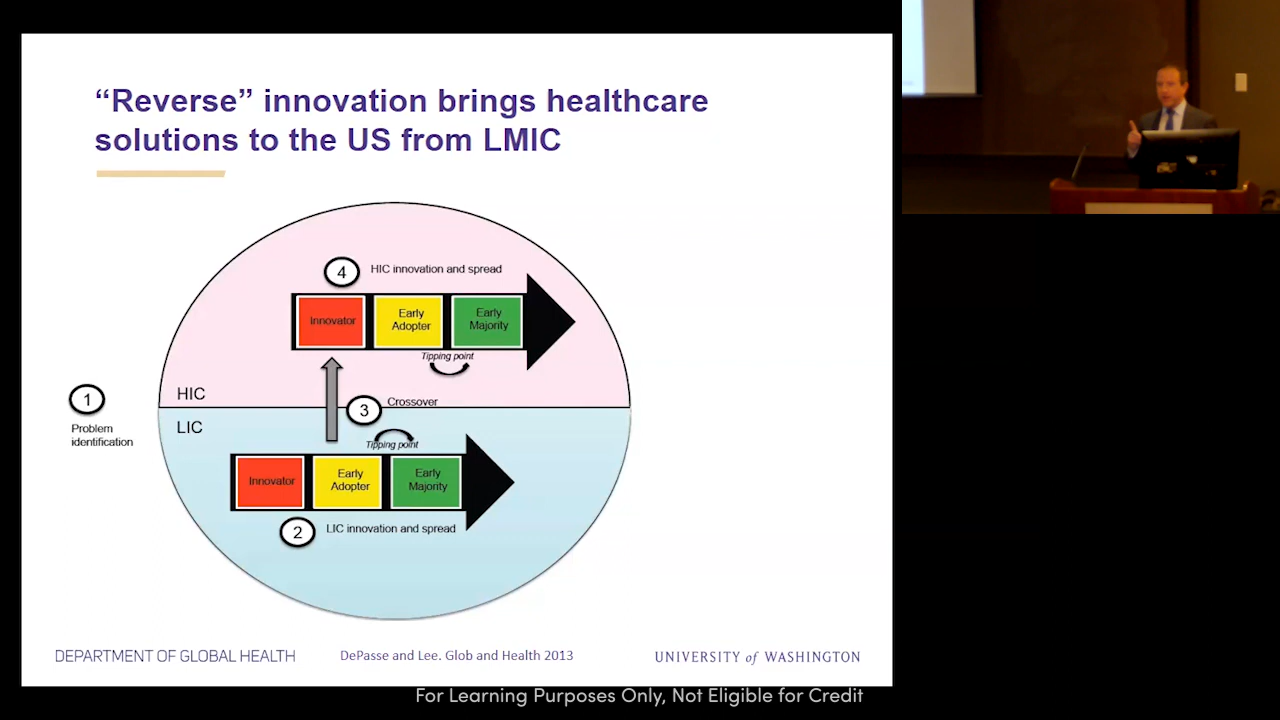 “Reverse” innovation brings healthcare
solutions to the US from LMIC
4
HIC innovation and spread
Innovator
Early
Adopter
Early
Majority
Tipping point
HIC
3
Crossover
1
Problem
identification
LIC
Tipping point
Innovator
Early
Adopter
Early
Majority
2
LIC innovation and spread
DEPARTMENT OF GLOBAL HEALTH
DePasse and Lee. Glob and Health 2013
UNIVERSITY of WASHINGTON
For Learning Purposes Only, Not Eligible for Credit